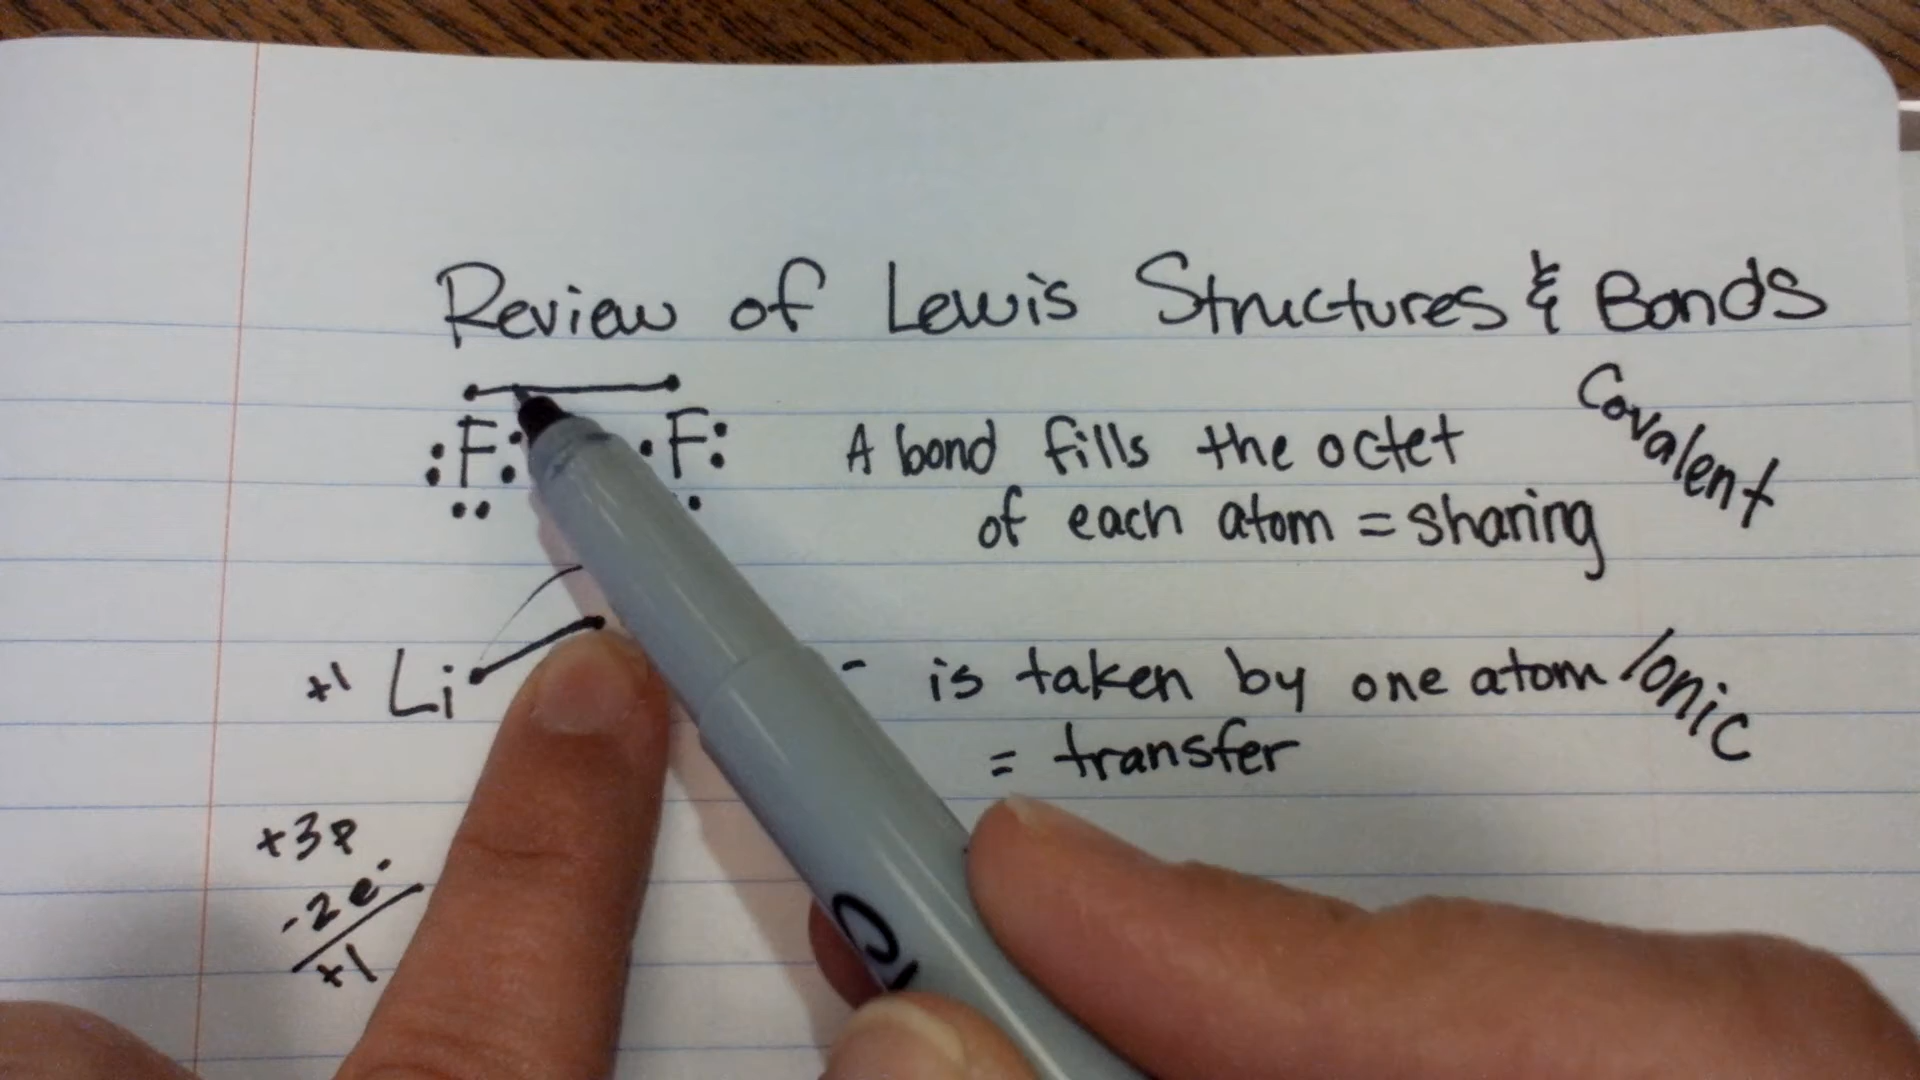 Review of Lewis Structures & Bonds
F F A bond fills the octet Covalent
of each atom = sharing
+1 Li - is taken by one atom Ionic
= transfer
+3p
-2e-
+1